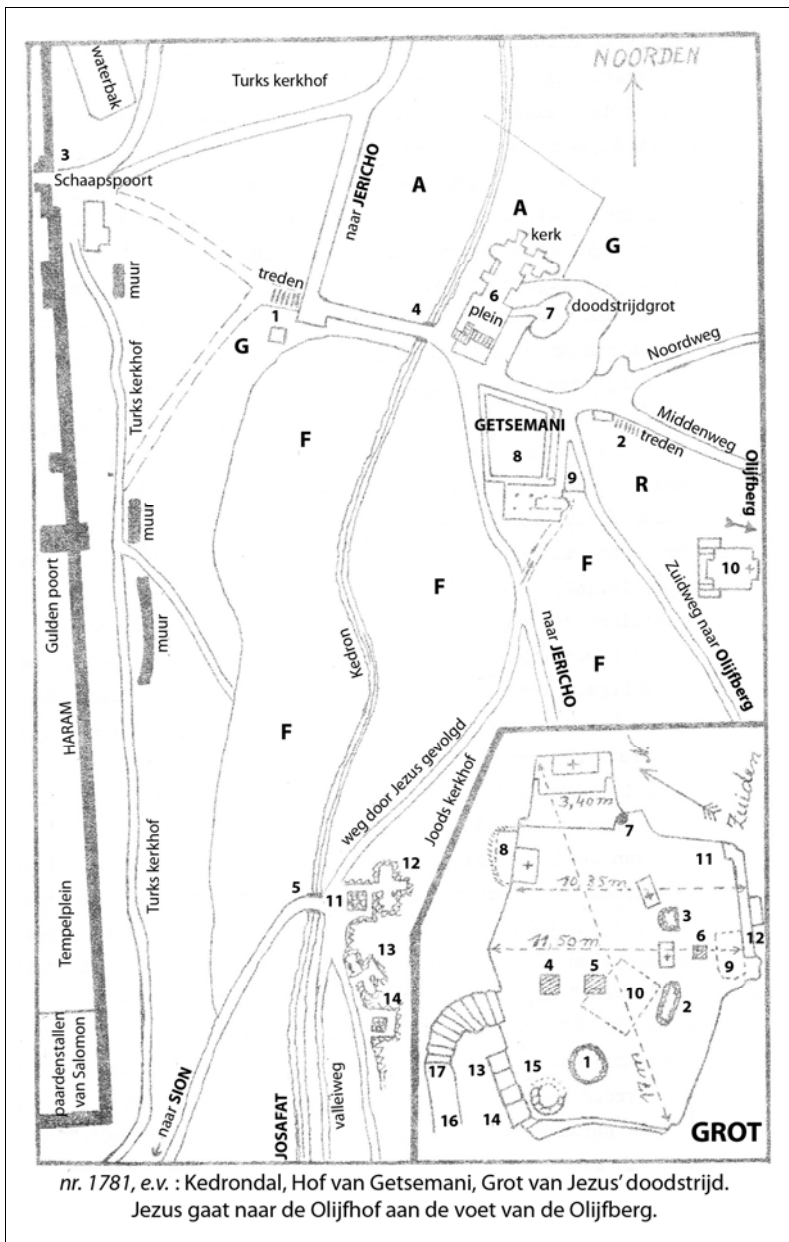 waterbak
Turks kerkhof
NOORDEN
3
Schaapspoort
naar JERICHO
A
A
kerk
G
muur
treden
1
4
6
plein
7
doodstrijdgrot
G
Noordweg
Turks kerkhof
F
GETSEMANI
8
9
2
treden
Middenweg
R
Olijfberg
10
muur
Gulden poort
muur
F
F
Zuidweg naar Olijfberg
naar JERICHO
F
Kedron
HARAM
F
weg door Jezus gevolgd
Joods kerkhof
Tempelplein
Turks kerkhof
5
11
12
13
14
paardenstallen
van Salomon
naar SION
JOSAFAT
valleiweg
3,40 m
Zuiden
7
8
11
10,35 m
3
6
12
11,50 m
9
4
5
10
2
1
17
13
15
16
14
GROT
nr. 1781, e.v. : Kedrondal, Hof van Getsemani, Grot van Jezus’ doodstrijd.
Jezus gaat naar de Olijfhof aan de voet van de Olijfberg.